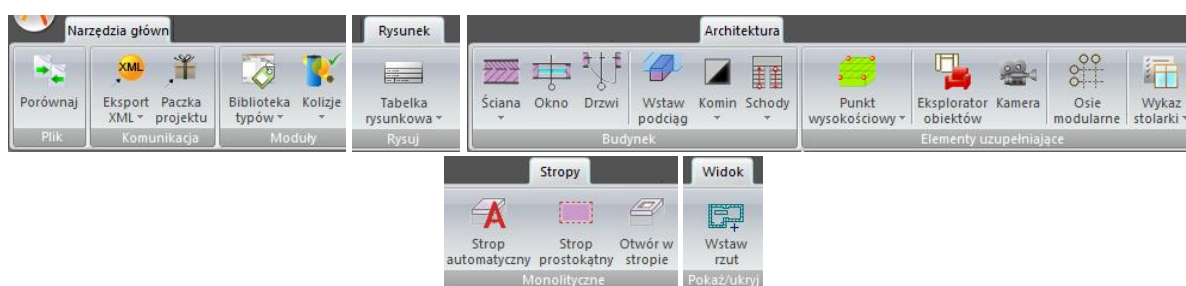 Narzędzia główn
Porównaj
Eksport XML
Paczka projektu
Biblioteka typów
Kolizje
Plik
Komunikacja
Moduły
Rysunek
Tabelka rysunkowa
Rysuj
Architektura
Ściana
Okno
Drzwi
Wstaw podciąg
Komin
Schody
Punkt wysokościowy
Eksplorator obiektów
Kamera
Osie modularne
Wykaz stolarki
Budynek
Elementy uzupełniające
Stropy
Strop automatyczny
Strop prostokątny
Otwór w stropie
Monolityczne
Widok
Wstaw rzut
Pokaż/ukryj
XML
A